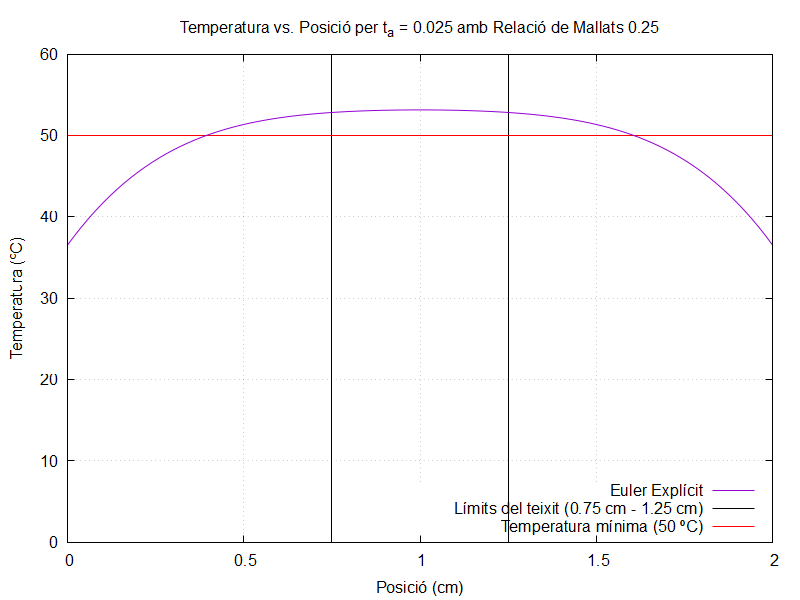 Temperatura vs. Posició per tₐ = 0.025 amb Relació de Mallats 0.25
60
50
40
30
20
10
0
Temperatura (ºC)
0
0.5
1
1.5
2
Posició (cm)
Euler Explícit
Límits del teixit (0.75 cm - 1.25 cm)
Temperatura mínima (50 ºC)